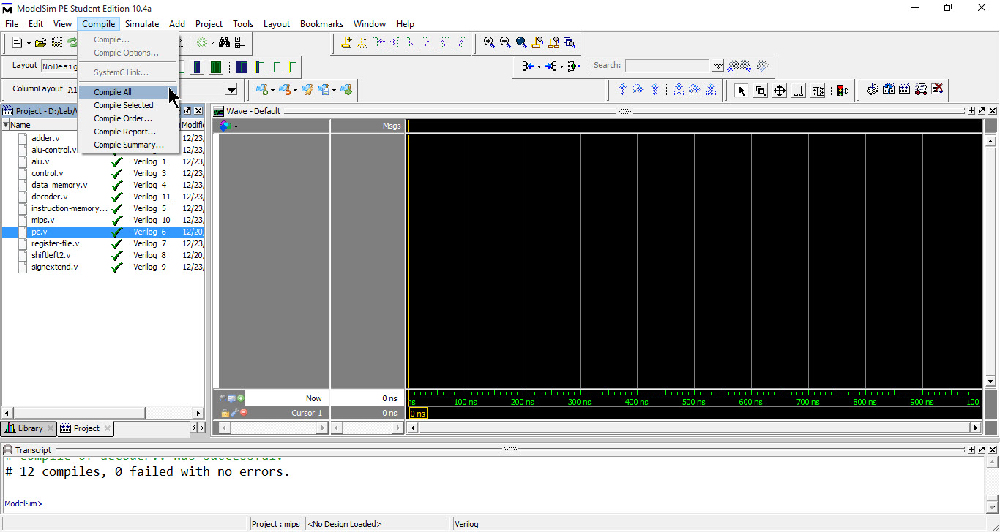 ModelSim PE Student Edition 10.4a
File Edit View Compile Simulate Add Project Tools Layout Bookmarks Window Help
Compile...
Compile Options...
SystemC Link...
Compile All
Compile Selected
Compile Order...
Compile Report...
Compile Summary...
Layout NoDesig
Search:
ColumnLayout Al
Project - D:/Lab/
Wave - Default
Name Modifi
Msgs
adder.v 12/23,
alu-control.v 12/23,
alu.v Verilog 1 12/23,
control.v Verilog 3 12/23,
data_memory.v Verilog 4 12/23,
decoder.v Verilog 11 12/23,
instruction-memory... Verilog 5 12/23,
mips.v Verilog 10 12/23,
pc.v Verilog 6 12/20,
register-file.v Verilog 7 12/23,
shiftleft2.v Verilog 8 12/20,
signextend.v Verilog 9 12/23,
Now 0 ns
ns 100 ns 200 ns 300 ns 400 ns 500 ns 600 ns 700 ns 800 ns 900 ns 100
Cursor 1 0 ns
0 ns
Library Project
Transcript
# Compile of decoder.v was successful.
# 12 compiles, 0 failed with no errors.
ModelSim>
Project : mips <No Design Loaded> Verilog